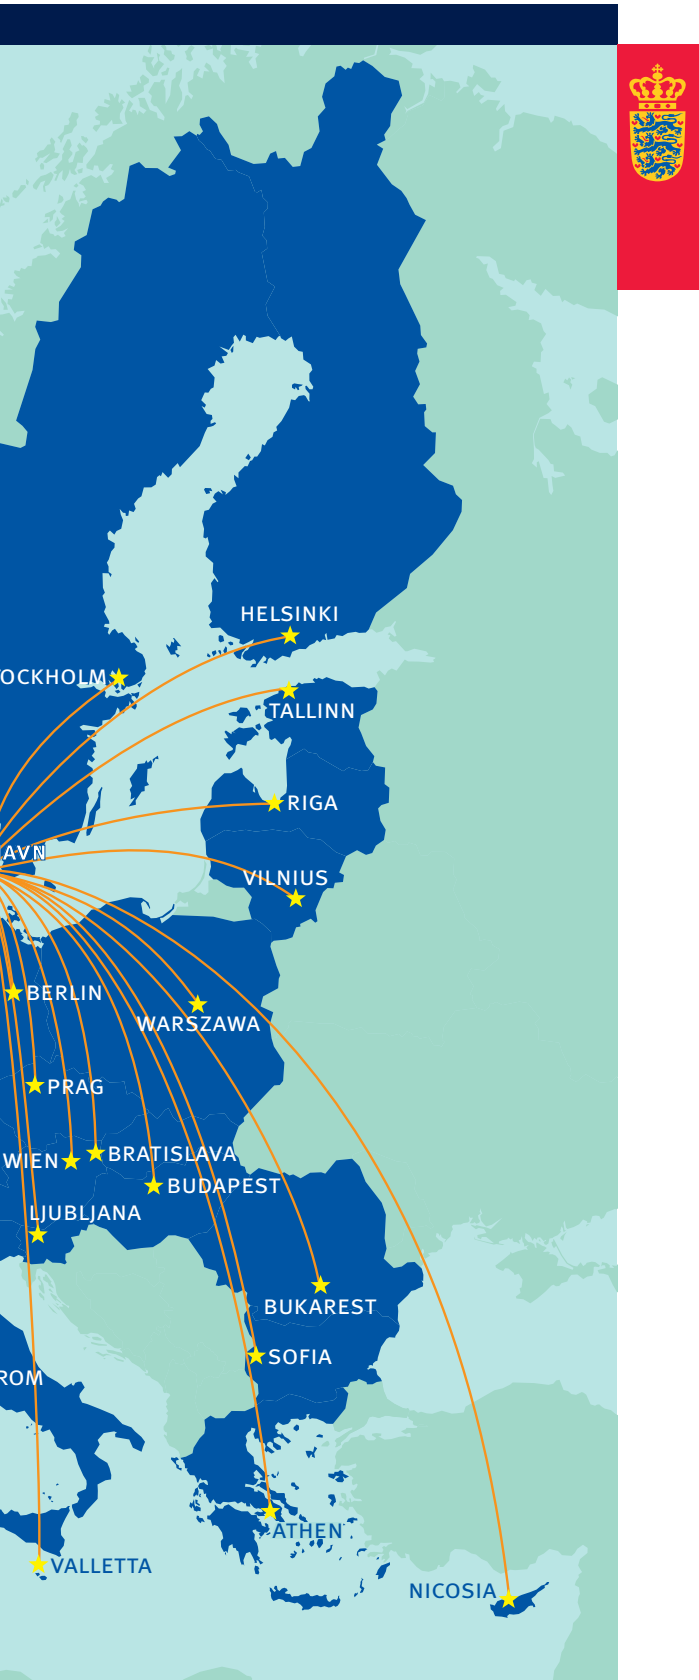 HELSINKI
OCKHOLM
TALLINN
RIGA
AVN
VILNIUS
BERLIN
WARSZAWA
PRAG
BRATISLAVA
WIEN
BUDAPEST
LJUBLJANA
BUKAREST
SOFIA
ROM
ATHEN
VALLETTA
NICOSIA